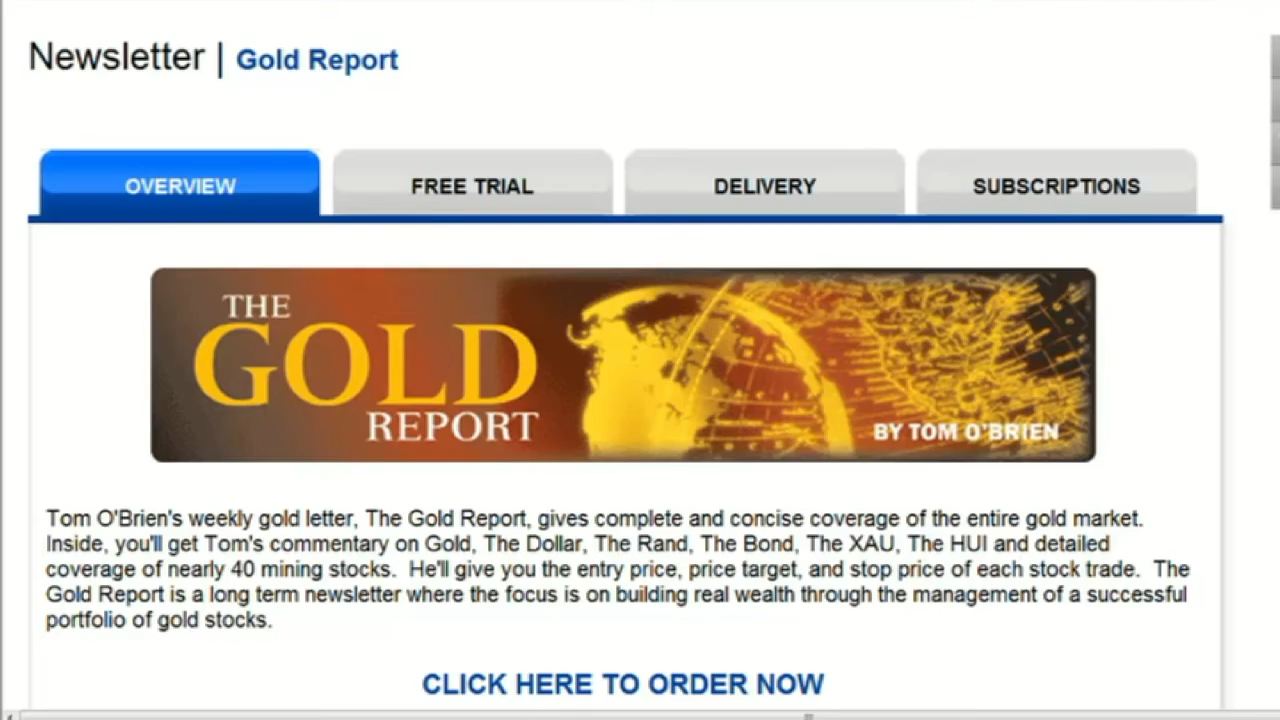 Newsletter | Gold Report
OVERVIEW FREE TRIAL DELIVERY SUBSCRIPTIONS
THE
GOLD
REPORT
BY TOM O'BRIEN
Tom O'Brien's weekly gold letter, The Gold Report, gives complete and concise coverage of the entire gold market.
Inside, you'll get Tom's commentary on Gold, The Dollar, The Rand, The Bond, The XAU, The HUI and detailed
coverage of nearly 40 mining stocks.  He'll give you the entry price, price target, and stop price of each stock trade.  The
Gold Report is a long term newsletter where the focus is on building real wealth through the management of a successful
portfolio of gold stocks.
CLICK HERE TO ORDER NOW